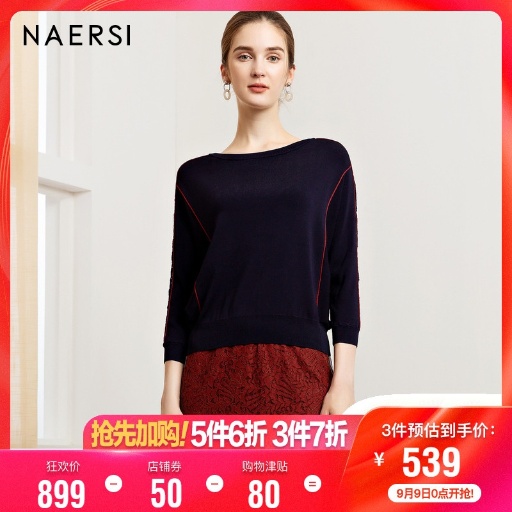 NAERSI
抢先加购! 5件6折 3件7折
3件预估到手价:
¥ 539
9月9日0点开抢!
狂欢价 店铺券 购物津贴
899 - 50 - 80 =